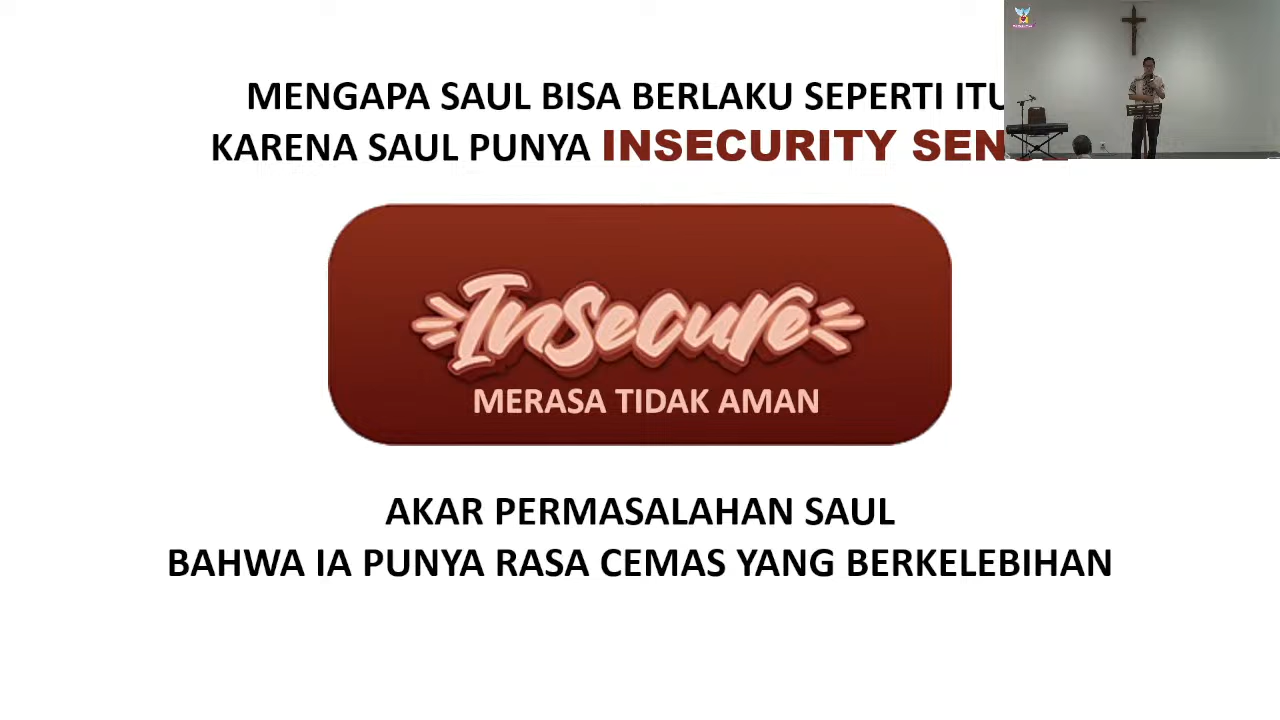 MENGAPA SAUL BISA BERLAKU SEPERTI ITU
KARENA SAUL PUNYA INSECURITY SEN
Insecure
MERASA TIDAK AMAN
AKAR PERMASALAHAN SAUL
BAHWA IA PUNYA RASA CEMAS YANG BERKELEBIHAN